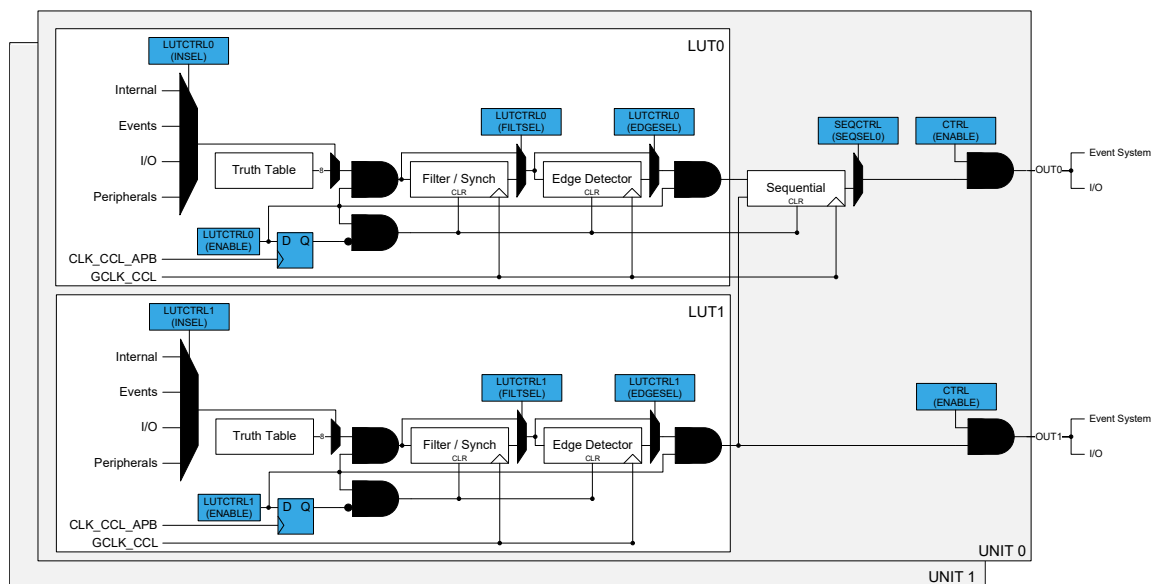 LUTCTRL0
(INSEL)
LUT0
Internal
Events
I/O
Peripherals
Truth Table
8
LUTCTRL0
(FILTSEL)
LUTCTRL0
(EDGESEL)
SEQCTRL
(SEQSEL0)
CTRL
(ENABLE)
Filter / Synch
CLR
Edge Detector
CLR
Sequential
CLR
OUT0
Event System
I/O
LUTCTRL0
(ENABLE)
D Q
CLK_CCL_APB
GCLK_CCL
LUTCTRL1
(INSEL)
LUT1
Internal
Events
I/O
Peripherals
Truth Table
8
LUTCTRL1
(FILTSEL)
LUTCTRL1
(EDGESEL)
CTRL
(ENABLE)
Filter / Synch
CLR
Edge Detector
CLR
OUT1
Event System
I/O
LUTCTRL1
(ENABLE)
D Q
CLK_CCL_APB
GCLK_CCL
UNIT 0
UNIT 1